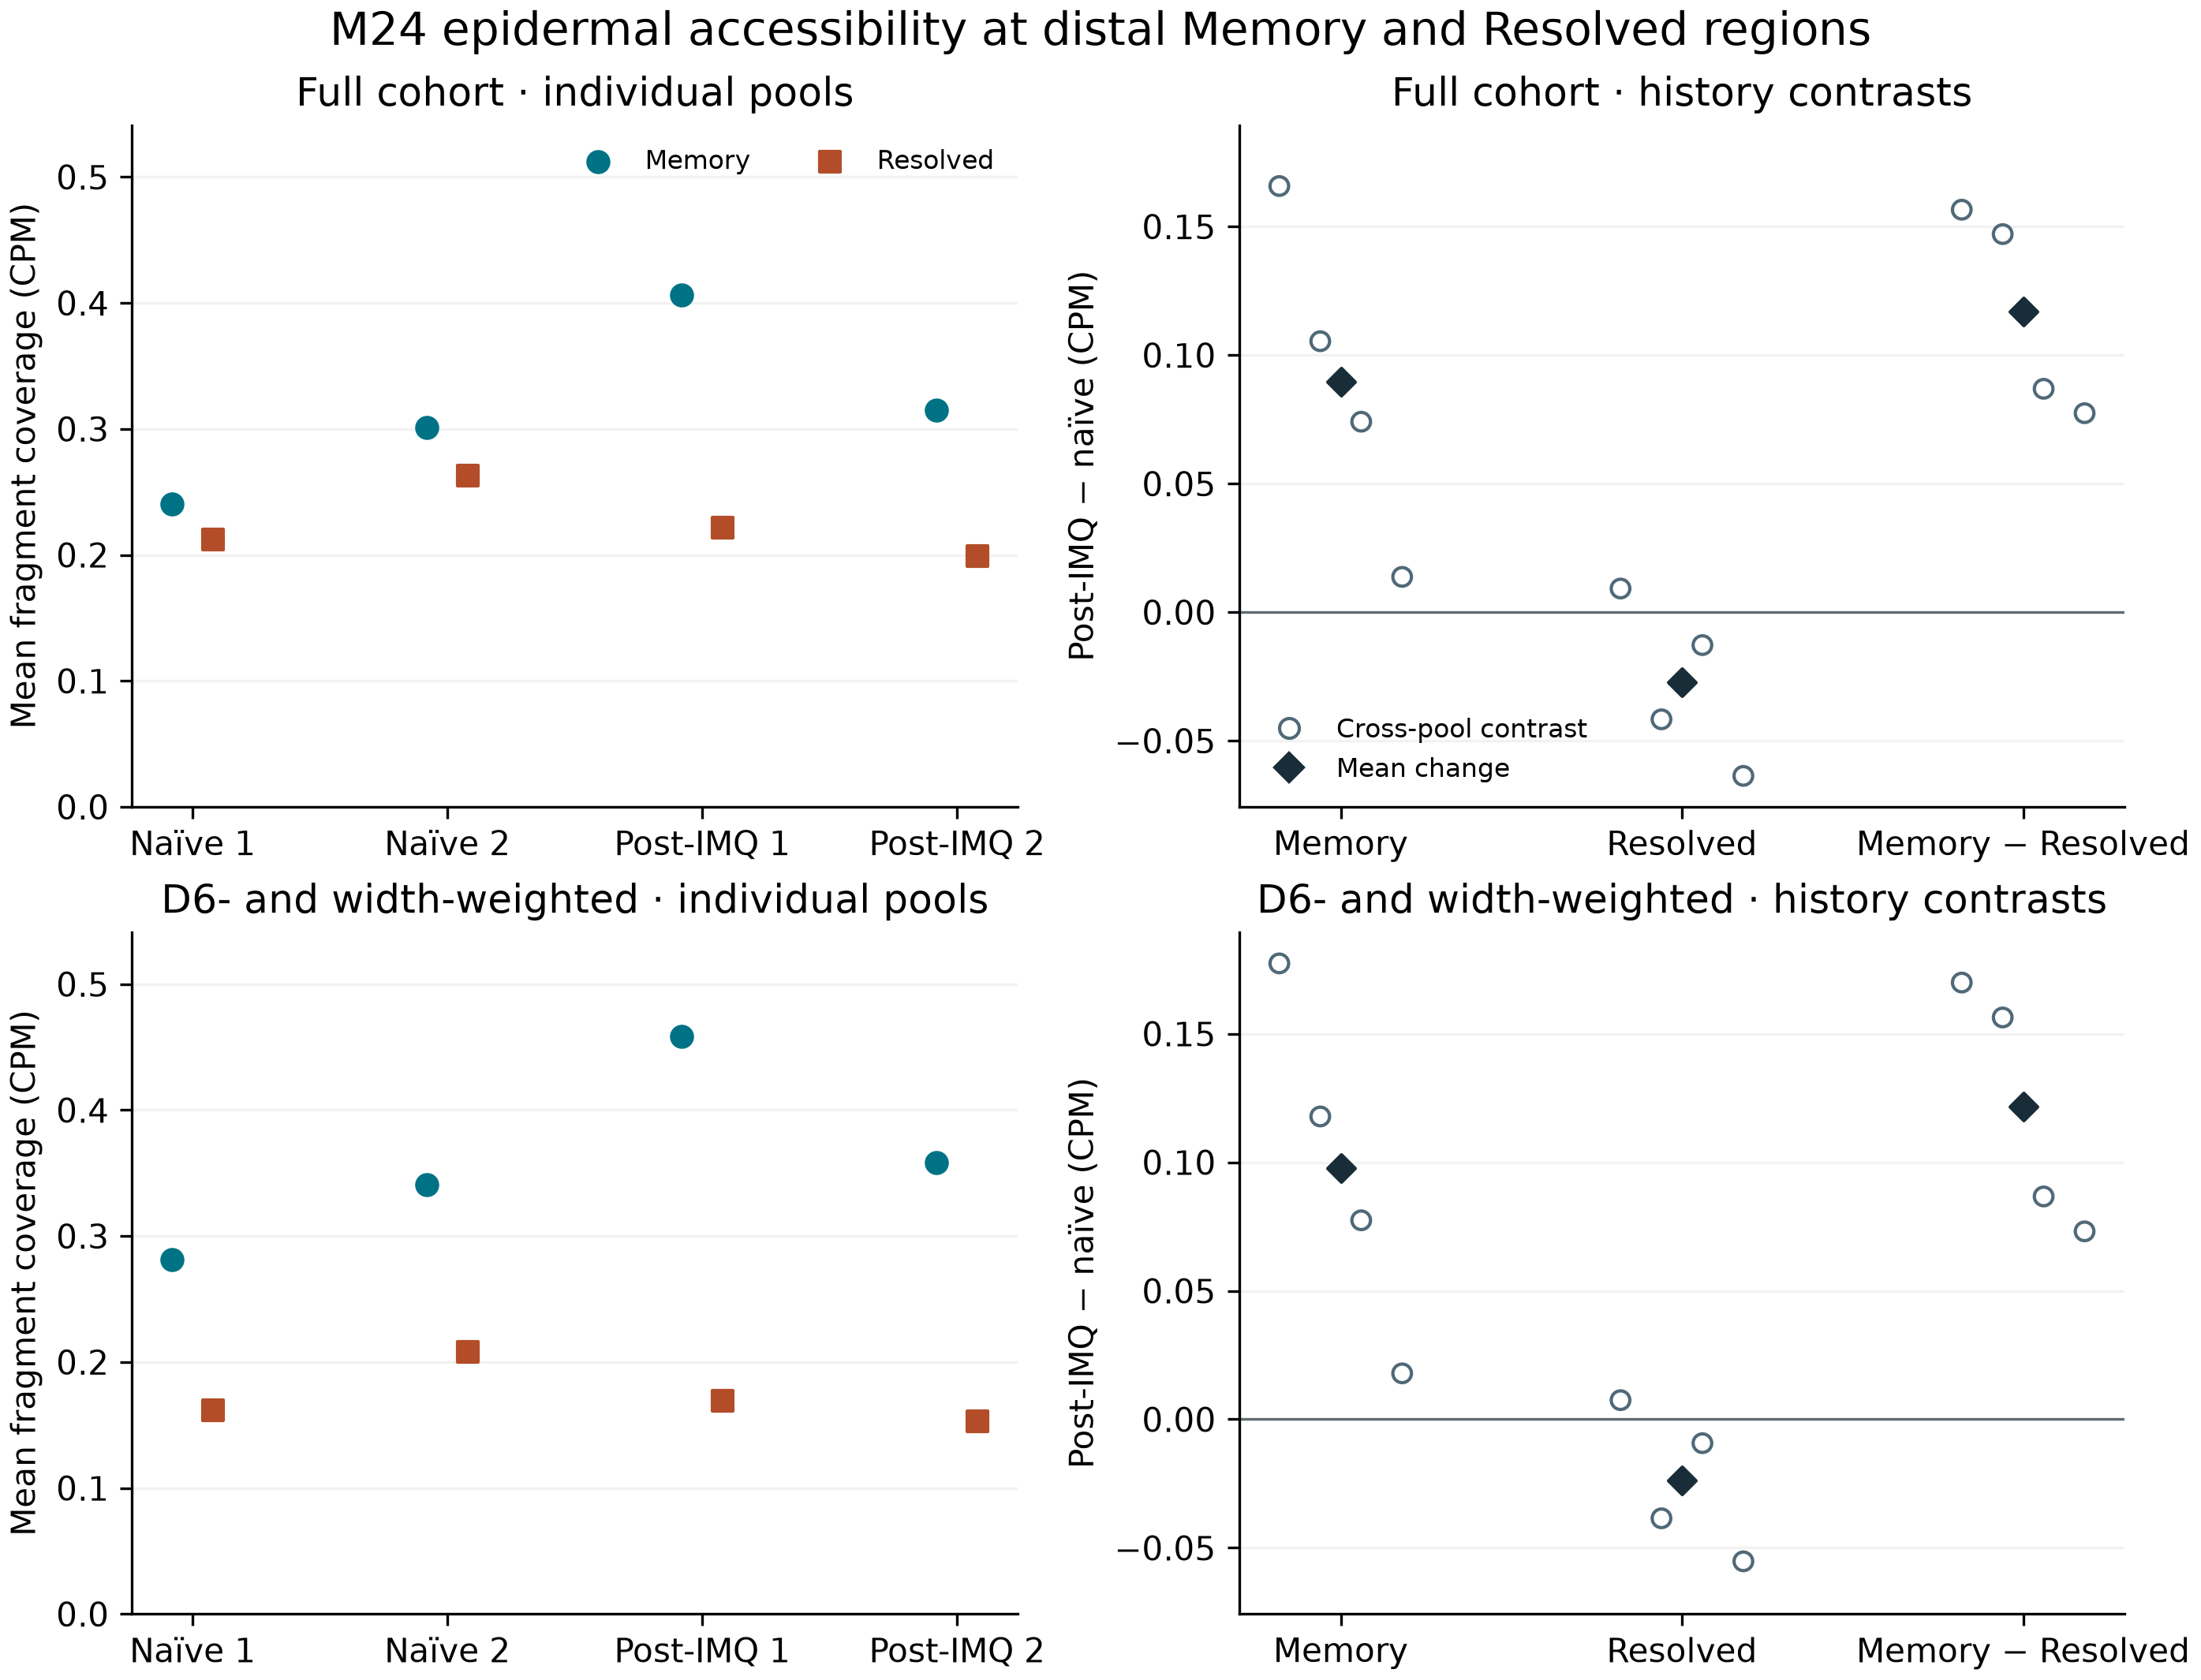 M24 epidermal accessibility at distal Memory and Resolved regions
Full cohort · individual pools
Mean fragment coverage (CPM)
0.5
0.4
0.3
0.2
0.1
0.0
Memory
Resolved
Naïve 1
Naïve 2
Post-IMQ 1
Post-IMQ 2
Full cohort · history contrasts
Post-IMQ − naïve (CPM)
0.15
0.10
0.05
0.00
−0.05
Cross-pool contrast
Mean change
Memory
Resolved
Memory − Resolved
D6- and width-weighted · individual pools
Mean fragment coverage (CPM)
0.5
0.4
0.3
0.2
0.1
0.0
Naïve 1
Naïve 2
Post-IMQ 1
Post-IMQ 2
D6- and width-weighted · history contrasts
Post-IMQ − naïve (CPM)
0.15
0.10
0.05
0.00
−0.05
Memory
Resolved
Memory − Resolved